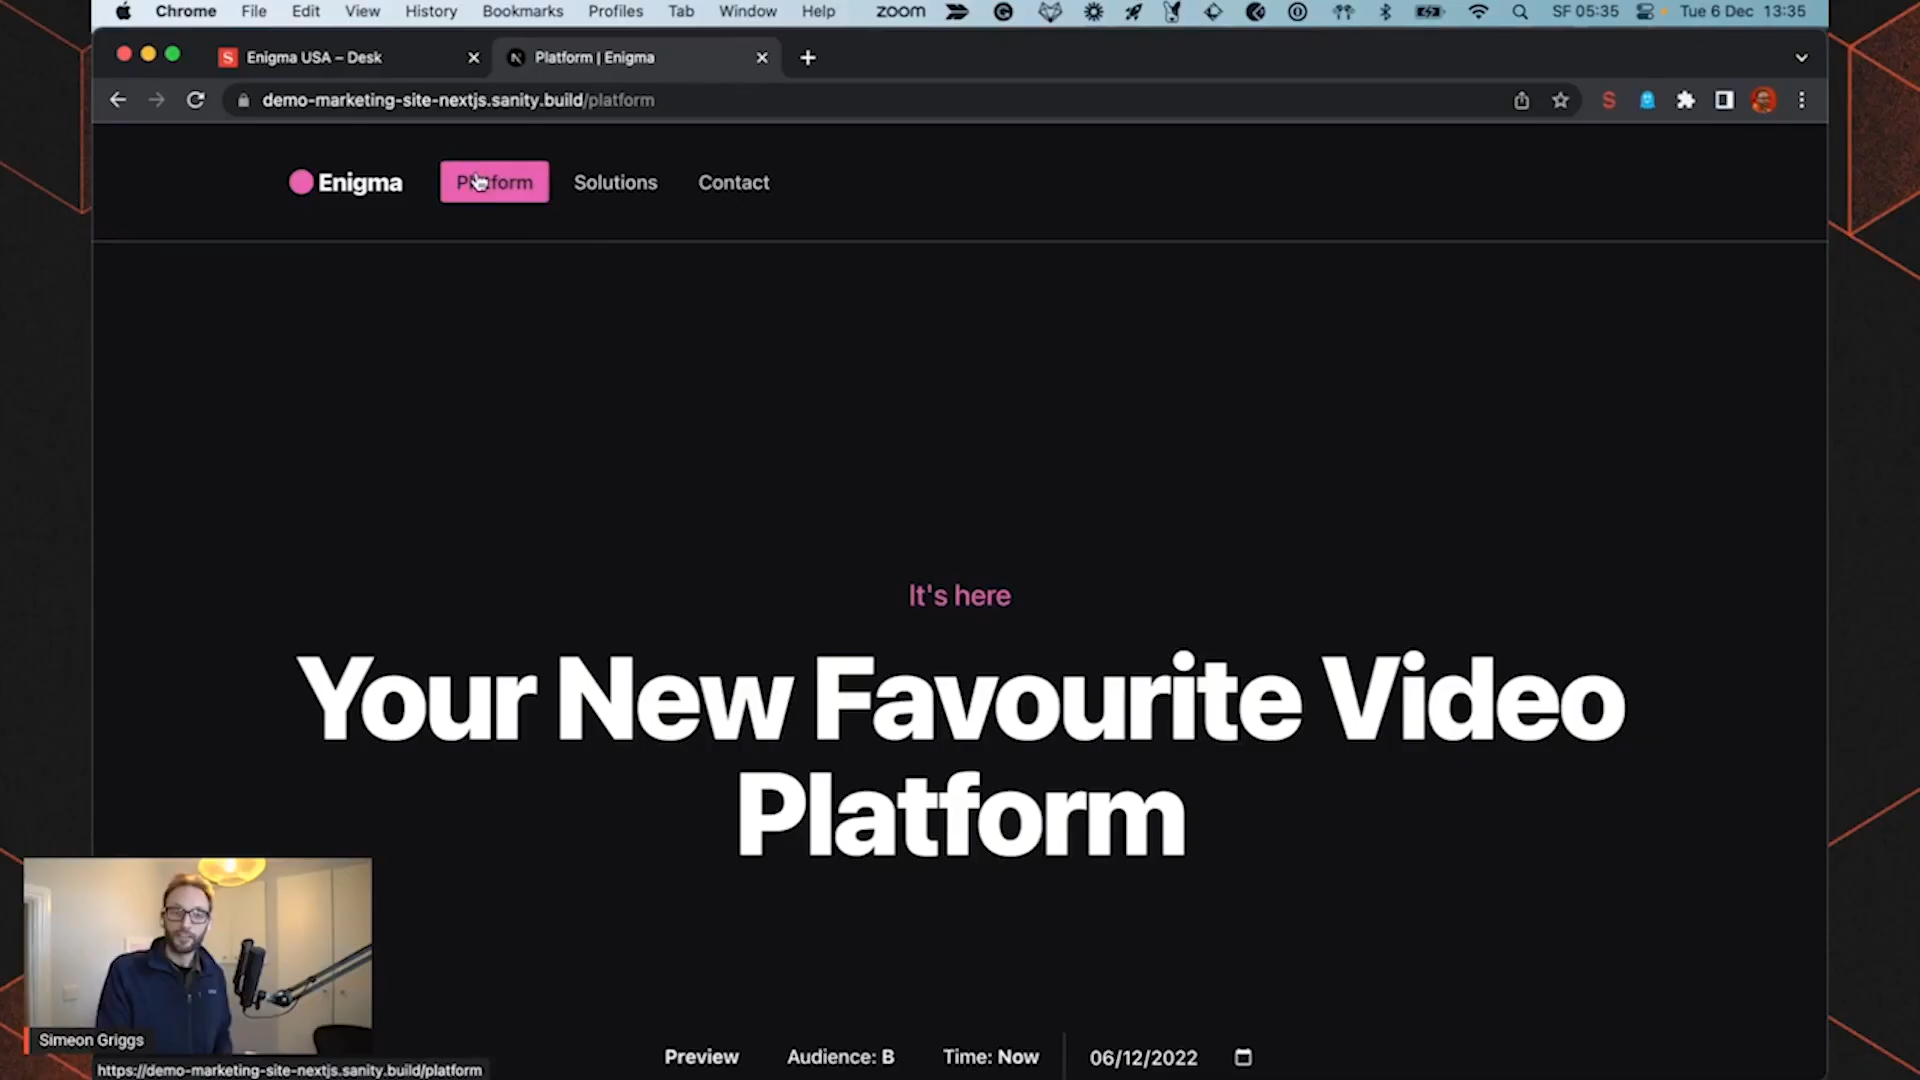 Chrome File Edit View History Bookmarks Profiles Tab Window Help zoom SF 05:35 Tue 6 Dec 13:35
S Enigma USA – Desk Platform | Enigma
demo-marketing-site-nextjs.sanity.build/platform
Enigma Platform Solutions Contact
It's here
Your New Favourite Video
Platform
Simeon Griggs
Preview Audience: B Time: Now 06/12/2022
https://demo-marketing-site-nextjs.sanity.build/platform